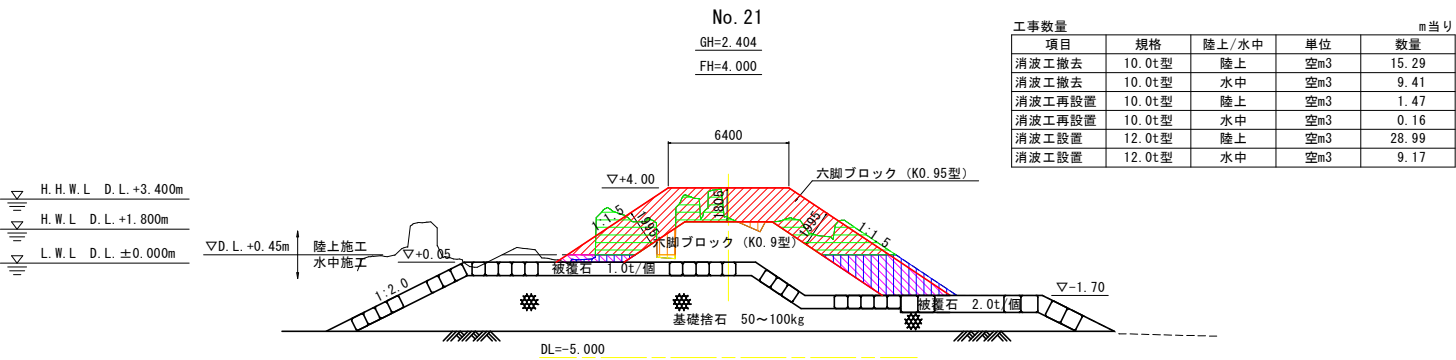 No. 21
GH=2.404
FH=4.000
工事数量 m当り
項目 規格 陸上/水中 単位 数量
消波工撤去 10.0t型 陸上 空m3 15.29
消波工撤去 10.0t型 水中 空m3 9.41
消波工再設置 10.0t型 陸上 空m3 1.47
消波工再設置 10.0t型 水中 空m3 0.16
消波工設置 12.0t型 陸上 空m3 28.99
消波工設置 12.0t型 水中 空m3 9.17
6400
六脚ブロック (K0.95型)
▽+4.00
H.H.W.L D.L.+3.400m
H.W.L D.L.+1.800m
L.W.L D.L.±0.000m
▽D.L.+0.45m
陸上施工
水中施工
▽+0.05
1:1.5
1995
1805
1995
1:1.5
六脚ブロック (K0.9型)
被覆石 1.0t/個
1:2.0
▽-1.70
被覆石 2.0t/個
基礎捨石 50～100kg
DL=-5.000